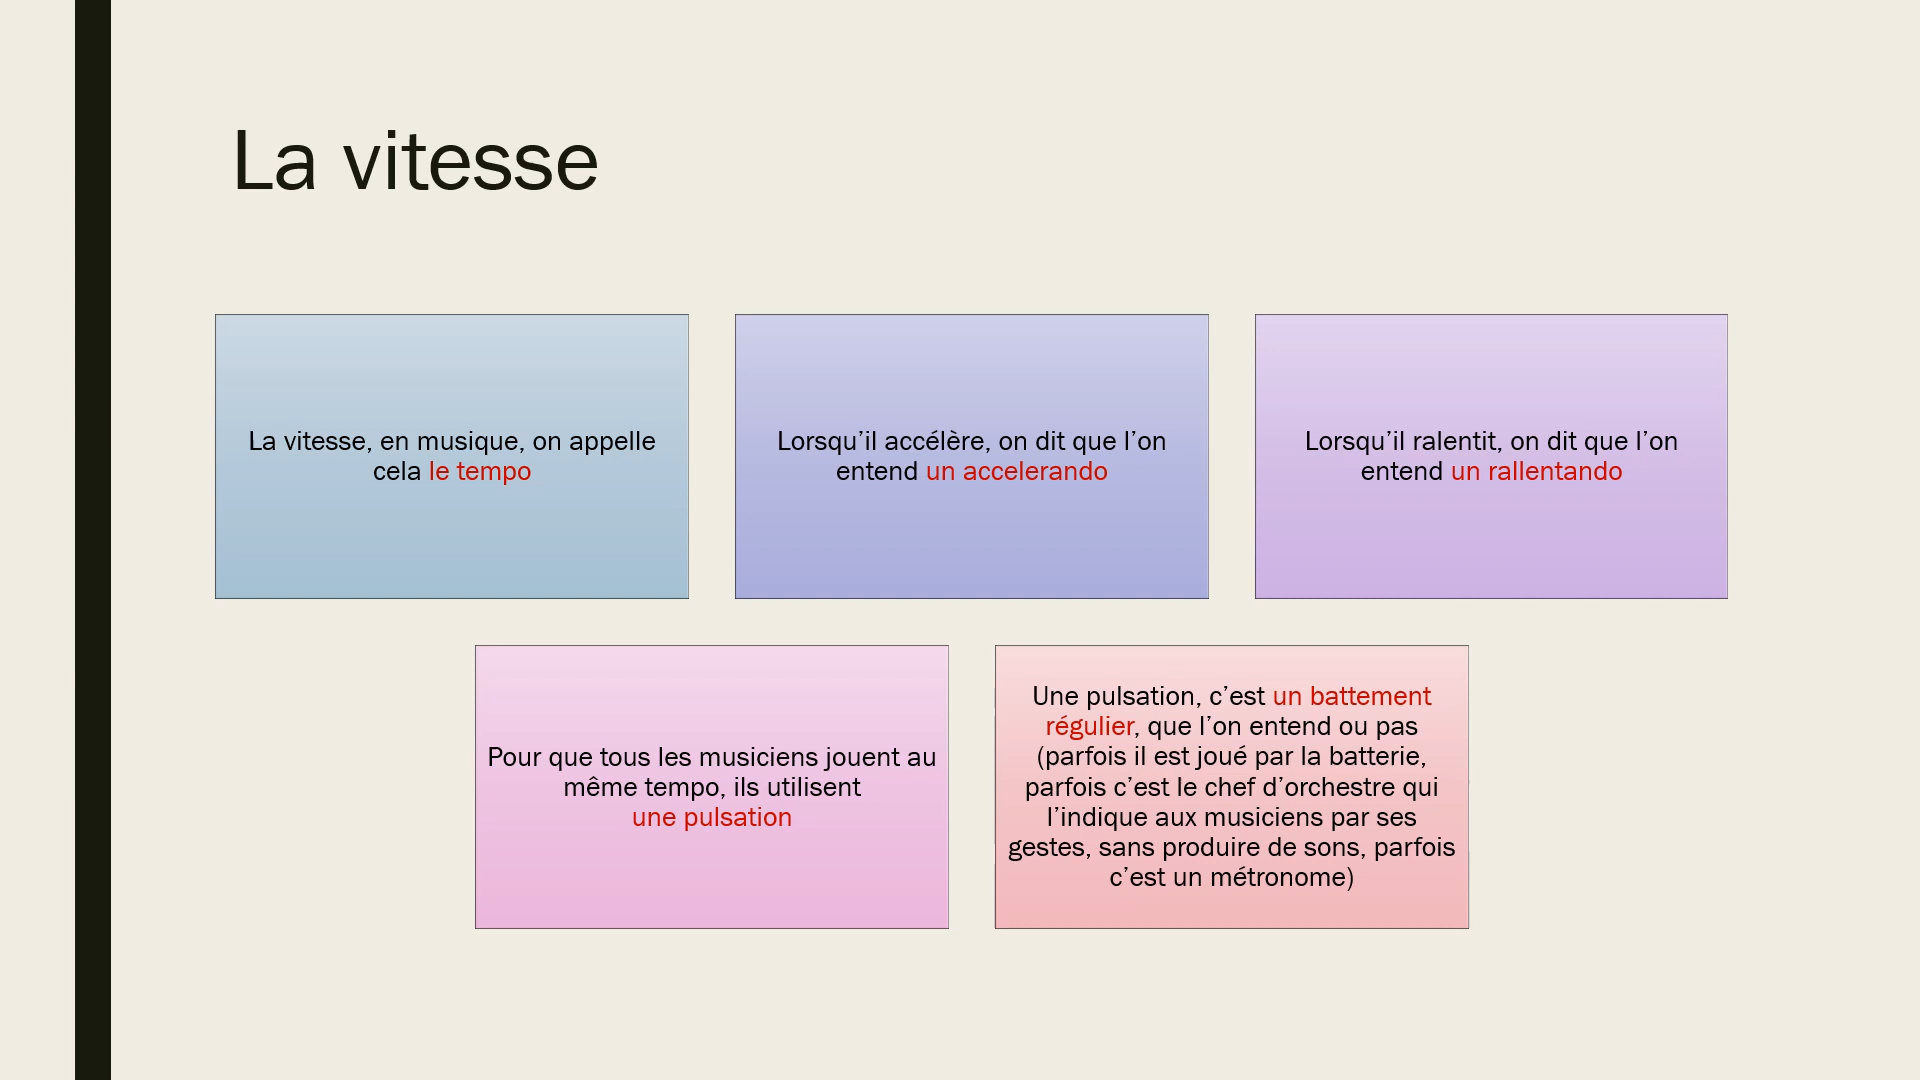 La vitesse
La vitesse, en musique, on appelle
cela le tempo
Lorsqu’il accélère, on dit que l’on
entend un accelerando
Lorsqu’il ralentit, on dit que l’on
entend un rallentando
Pour que tous les musiciens jouent au
même tempo, ils utilisent
une pulsation
Une pulsation, c’est un battement
régulier, que l’on entend ou pas
(parfois il est joué par la batterie,
parfois c’est le chef d’orchestre qui
l’indique aux musiciens par ses
gestes, sans produire de sons, parfois
c’est un métronome)